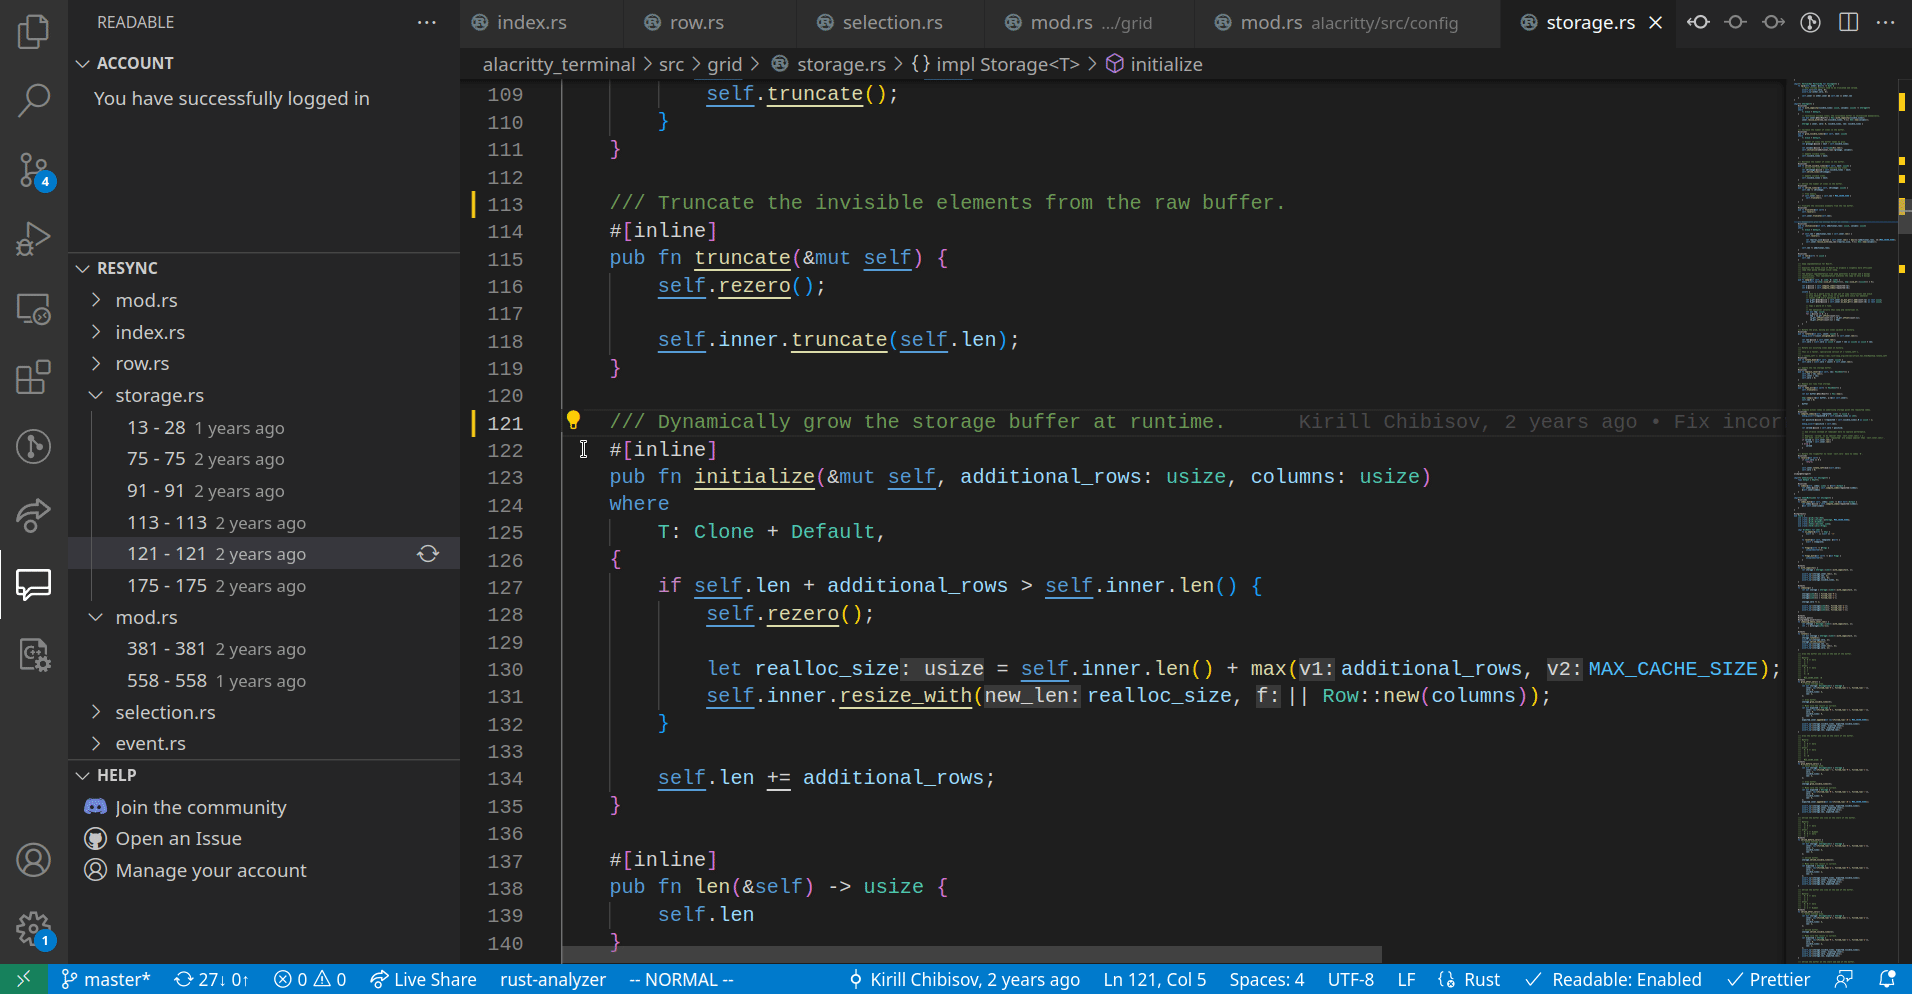 READABLE
ACCOUNT
You have successfully logged in
4
RESYNC
mod.rs
index.rs
row.rs
storage.rs
13 - 28 1 years ago
75 - 75 2 years ago
91 - 91 2 years ago
113 - 113 2 years ago
121 - 121 2 years ago
175 - 175 2 years ago
mod.rs
381 - 381 2 years ago
558 - 558 1 years ago
selection.rs
event.rs
HELP
Join the community
Open an Issue
Manage your account
1
index.rs row.rs selection.rs mod.rs .../grid mod.rs alacritty/src/config storage.rs
alacritty_terminal > src > grid > storage.rs > {} impl Storage<T> > initialize
109 self.truncate();
110 }
111 }
112
113 /// Truncate the invisible elements from the raw buffer.
114 #[inline]
115 pub fn truncate(&mut self) {
116 self.rezero();
117
118 self.inner.truncate(self.len);
119 }
120
121 /// Dynamically grow the storage buffer at runtime. Kirill Chibisov, 2 years ago • Fix incor
122 #[inline]
123 pub fn initialize(&mut self, additional_rows: usize, columns: usize)
124 where
125 T: Clone + Default,
126 {
127 if self.len + additional_rows > self.inner.len() {
128 self.rezero();
129
130 let realloc_size: usize = self.inner.len() + max(v1: additional_rows, v2: MAX_CACHE_SIZE);
131 self.inner.resize_with(new_len: realloc_size, f: || Row::new(columns));
132 }
133
134 self.len += additional_rows;
135 }
136
137 #[inline]
138 pub fn len(&self) -> usize {
139 self.len
140 }
master* 27↓ 0↑ 0 0 Live Share rust-analyzer -- NORMAL -- Kirill Chibisov, 2 years ago Ln 121, Col 5 Spaces: 4 UTF-8 LF Rust Readable: Enabled Prettier